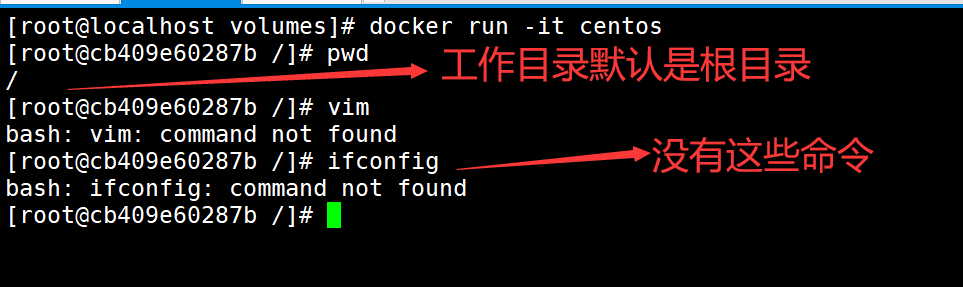 [root@localhost volumes]# docker run -it centos
[root@cb409e60287b /]# pwd
/
工作目录默认是根目录
[root@cb409e60287b /]# vim
bash: vim: command not found
[root@cb409e60287b /]# ifconfig
没有这些命令
bash: ifconfig: command not found
[root@cb409e60287b /]#